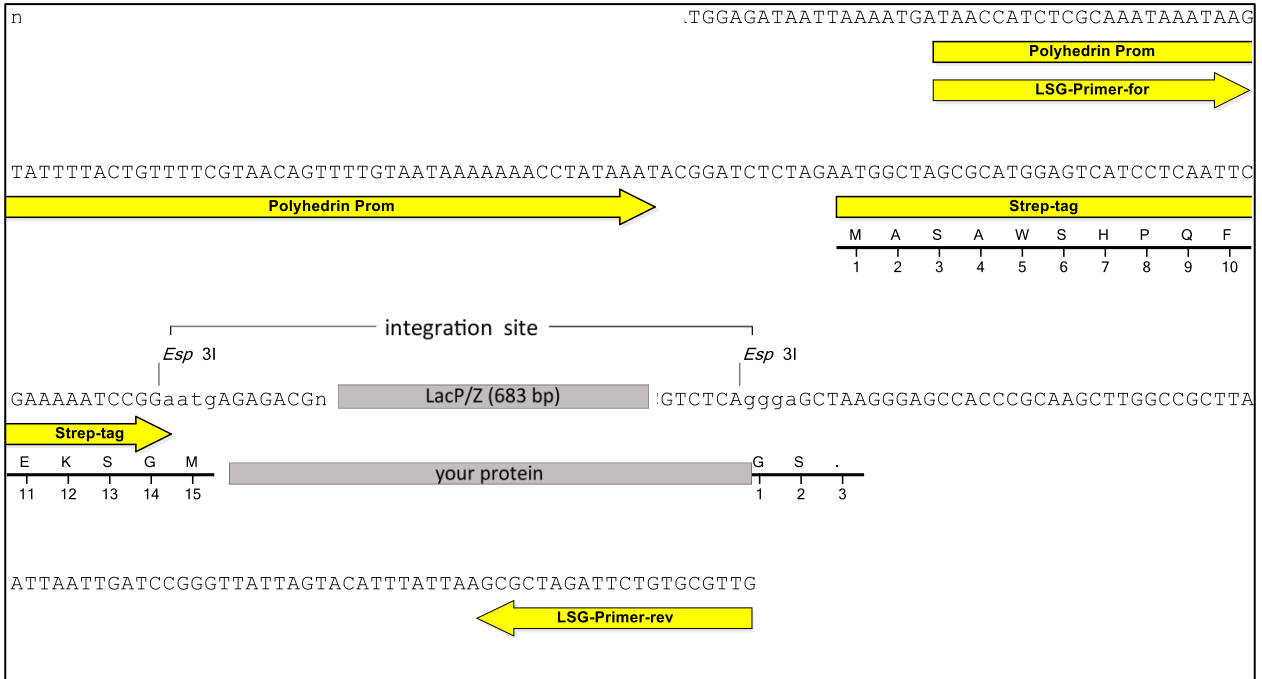 n .TGGAGATAATTAAAATGATAACCATCTCGCAAATAAATAAG
Polyhedrin Prom
LSG-Primer-for
TATTTTACTGTTTTCGTAACAGTTTTGTAATAAAAAAACCTATAAATACGGATCTCTAGAATGGCTAGCGCATGGAGTCATCCTCAATTC
Polyhedrin Prom Strep-tag
M A S A W S H P Q F
1 2 3 4 5 6 7 8 9 10
integration site
Esp 3I Esp 3I
GAAAAATCCGGaatgAGAGACGn LacP/Z (683 bp) GTCTCAgggaGCTAAGGGAGCCACCCGCAAGCTTGGCCGCTTA
Strep-tag
E K S G M your protein G S .
11 12 13 14 15 1 2 3
ATTAATTGATCCGGGTTATTAGTACATTTATTAAGCGCTAGATTCTGTGCGTTG
LSG-Primer-rev